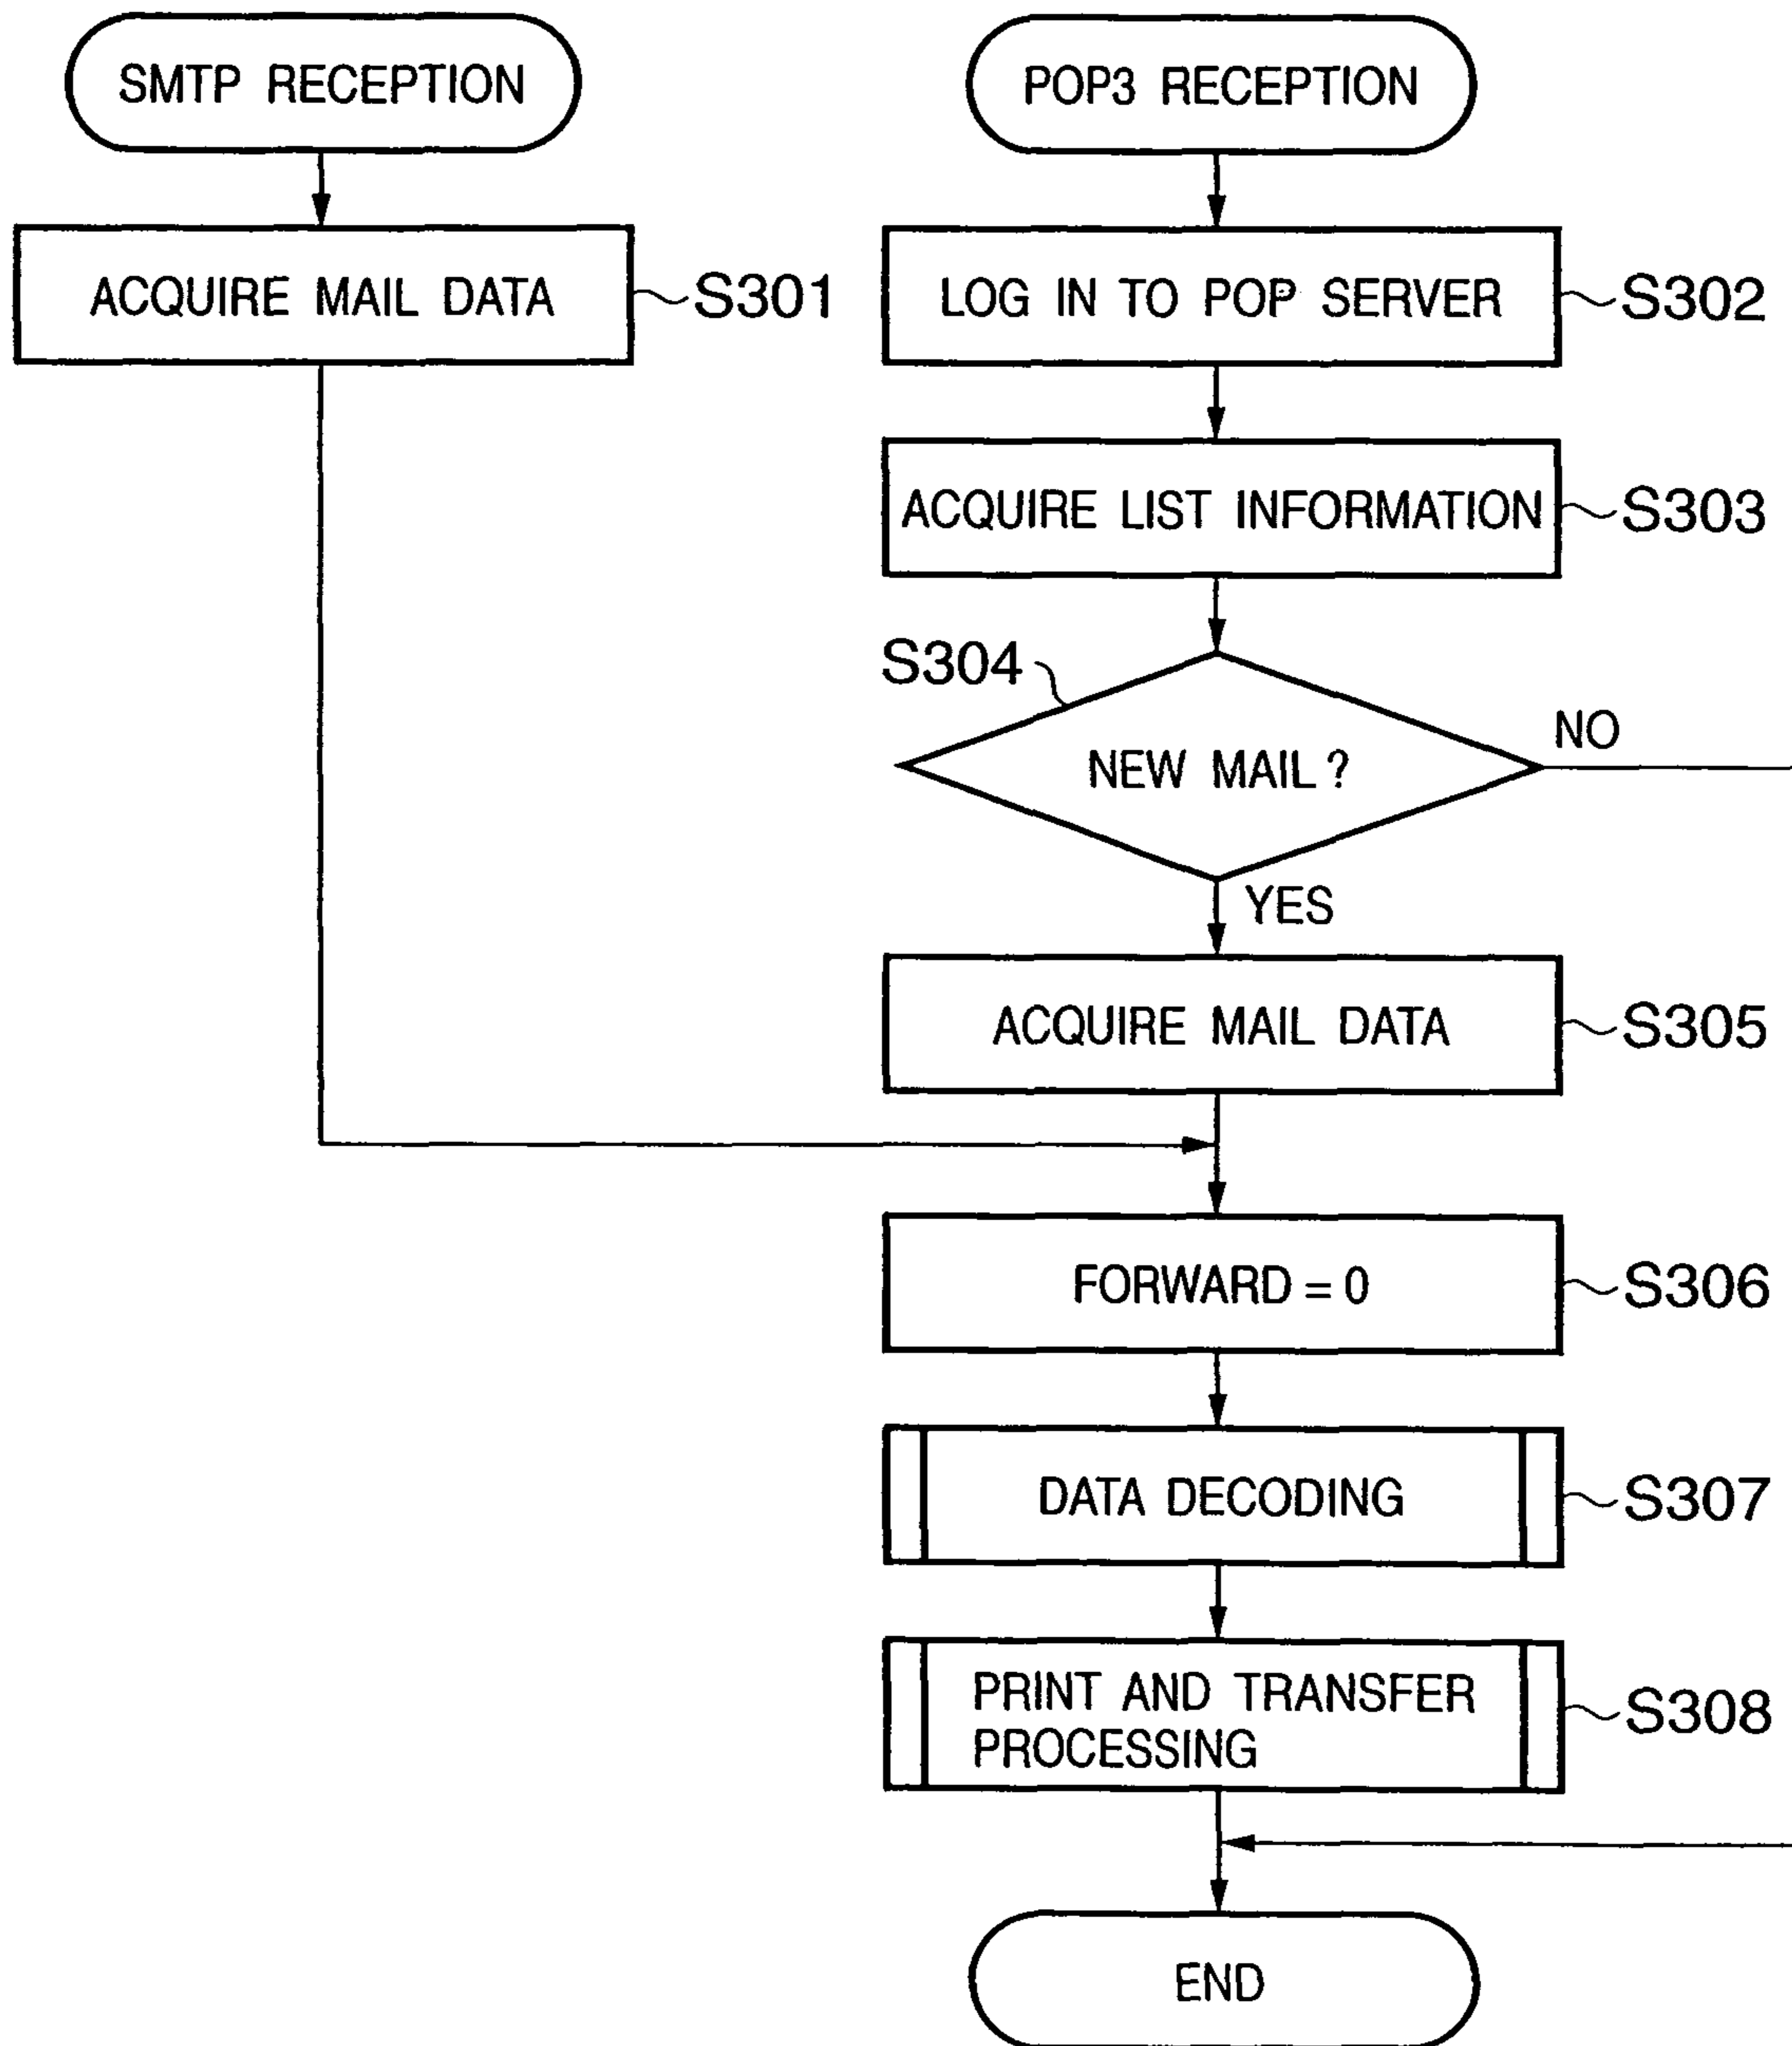 SMTP RECEPTION
ACQUIRE MAIL DATA
S301
POP3 RECEPTION
LOG IN TO POP SERVER
S302
ACQUIRE LIST INFORMATION
S303
S304
NEW MAIL?
NO
YES
ACQUIRE MAIL DATA
S305
FORWARD = 0
S306
DATA DECODING
S307
PRINT AND TRANSFER
PROCESSING
S308
END